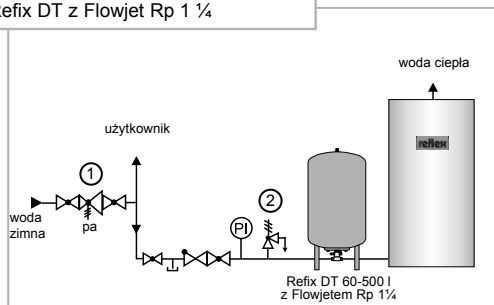 Refix DT z Flowjet Rp 1 ¼
woda ciepła
reflex
użytkownik
1
2
PI
pa
woda
zimna
Refix DT 60-500 l
z Flowjetem Rp 1¼